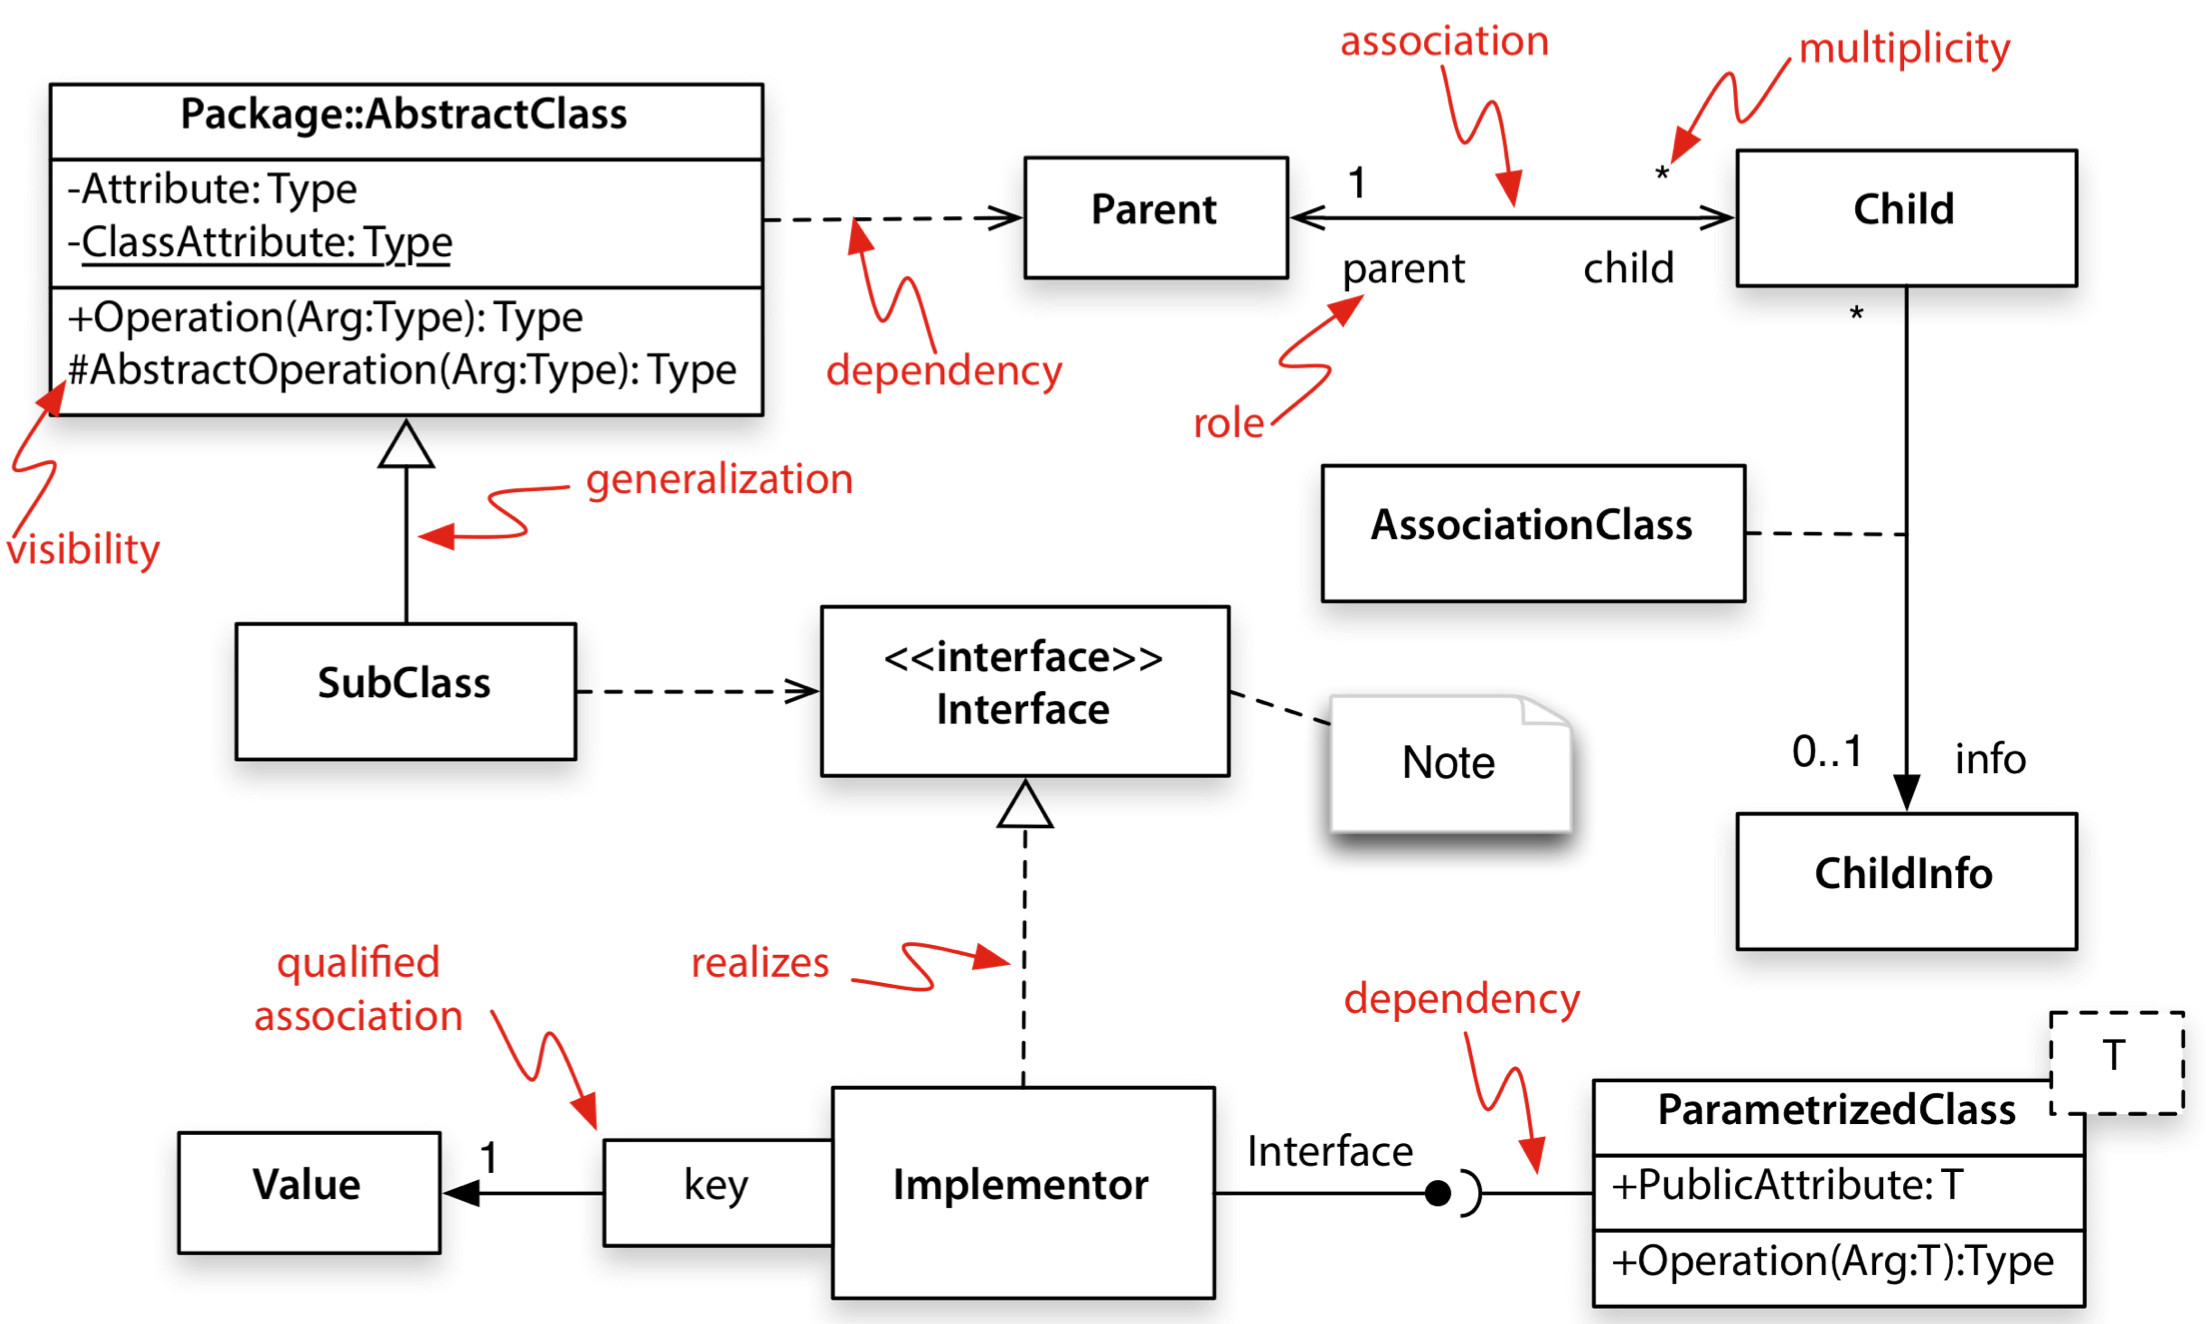 association
multiplicity
Package::AbstractClass
-Attribute: Type
-ClassAttribute: Type
+Operation(Arg:Type): Type
#AbstractOperation(Arg:Type): Type
Parent
1
*
Child
parent
child
*
dependency
role
visibility
generalization
AssociationClass
SubClass
<<interface>>
Interface
Note
0..1
info
ChildInfo
qualified
association
realizes
dependency
T
Value
1
key
Implementor
Interface
ParametrizedClass
+PublicAttribute: T
+Operation(Arg:T):Type